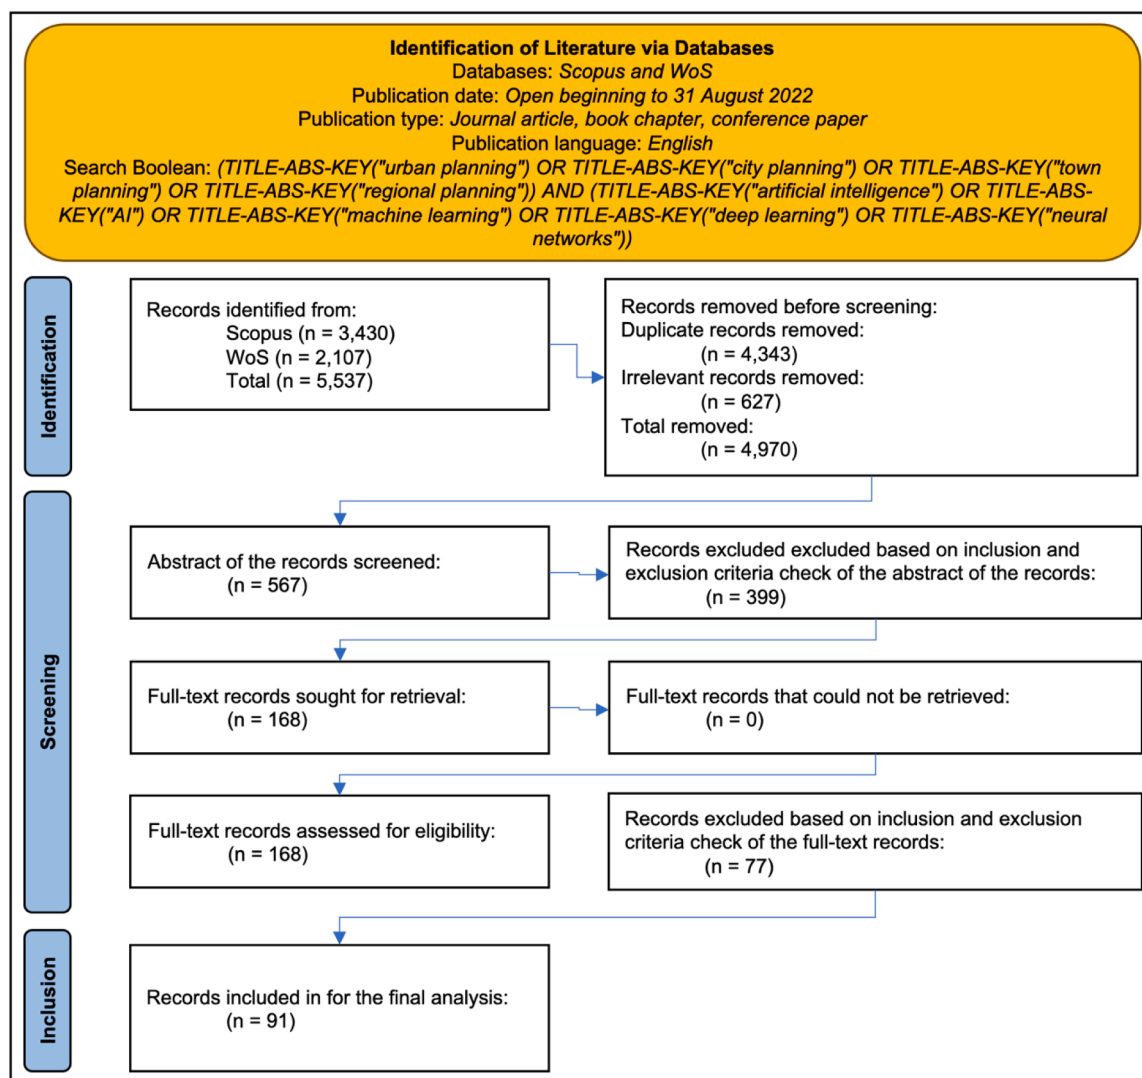 Identification of Literature via Databases
Databases: Scopus and WoS
Publication date: Open beginning to 31 August 2022
Publication type: Journal article, book chapter, conference paper
Publication language: English
Search Boolean: (TITLE-ABS-KEY("urban planning") OR TITLE-ABS-KEY("city planning") OR TITLE-ABS-KEY("town
planning") OR TITLE-ABS-KEY("regional planning")) AND (TITLE-ABS-KEY("artificial intelligence") OR TITLE-ABS-
KEY("AI") OR TITLE-ABS-KEY("machine learning") OR TITLE-ABS-KEY("deep learning") OR TITLE-ABS-KEY("neural
networks"))
Identification
Records identified from:
Scopus (n = 3,430)
WoS (n = 2,107)
Total (n = 5,537)
Records removed before screening:
Duplicate records removed:
(n = 4,343)
Irrelevant records removed:
(n = 627)
Total removed:
(n = 4,970)
Screening
Abstract of the records screened:
(n = 567)
Records excluded excluded based on inclusion and
exclusion criteria check of the abstract of the records:
(n = 399)
Full-text records sought for retrieval:
(n = 168)
Full-text records that could not be retrieved:
(n = 0)
Full-text records assessed for eligibility:
(n = 168)
Records excluded based on inclusion and exclusion
criteria check of the full-text records:
(n = 77)
Inclusion
Records included in for the final analysis:
(n = 91)